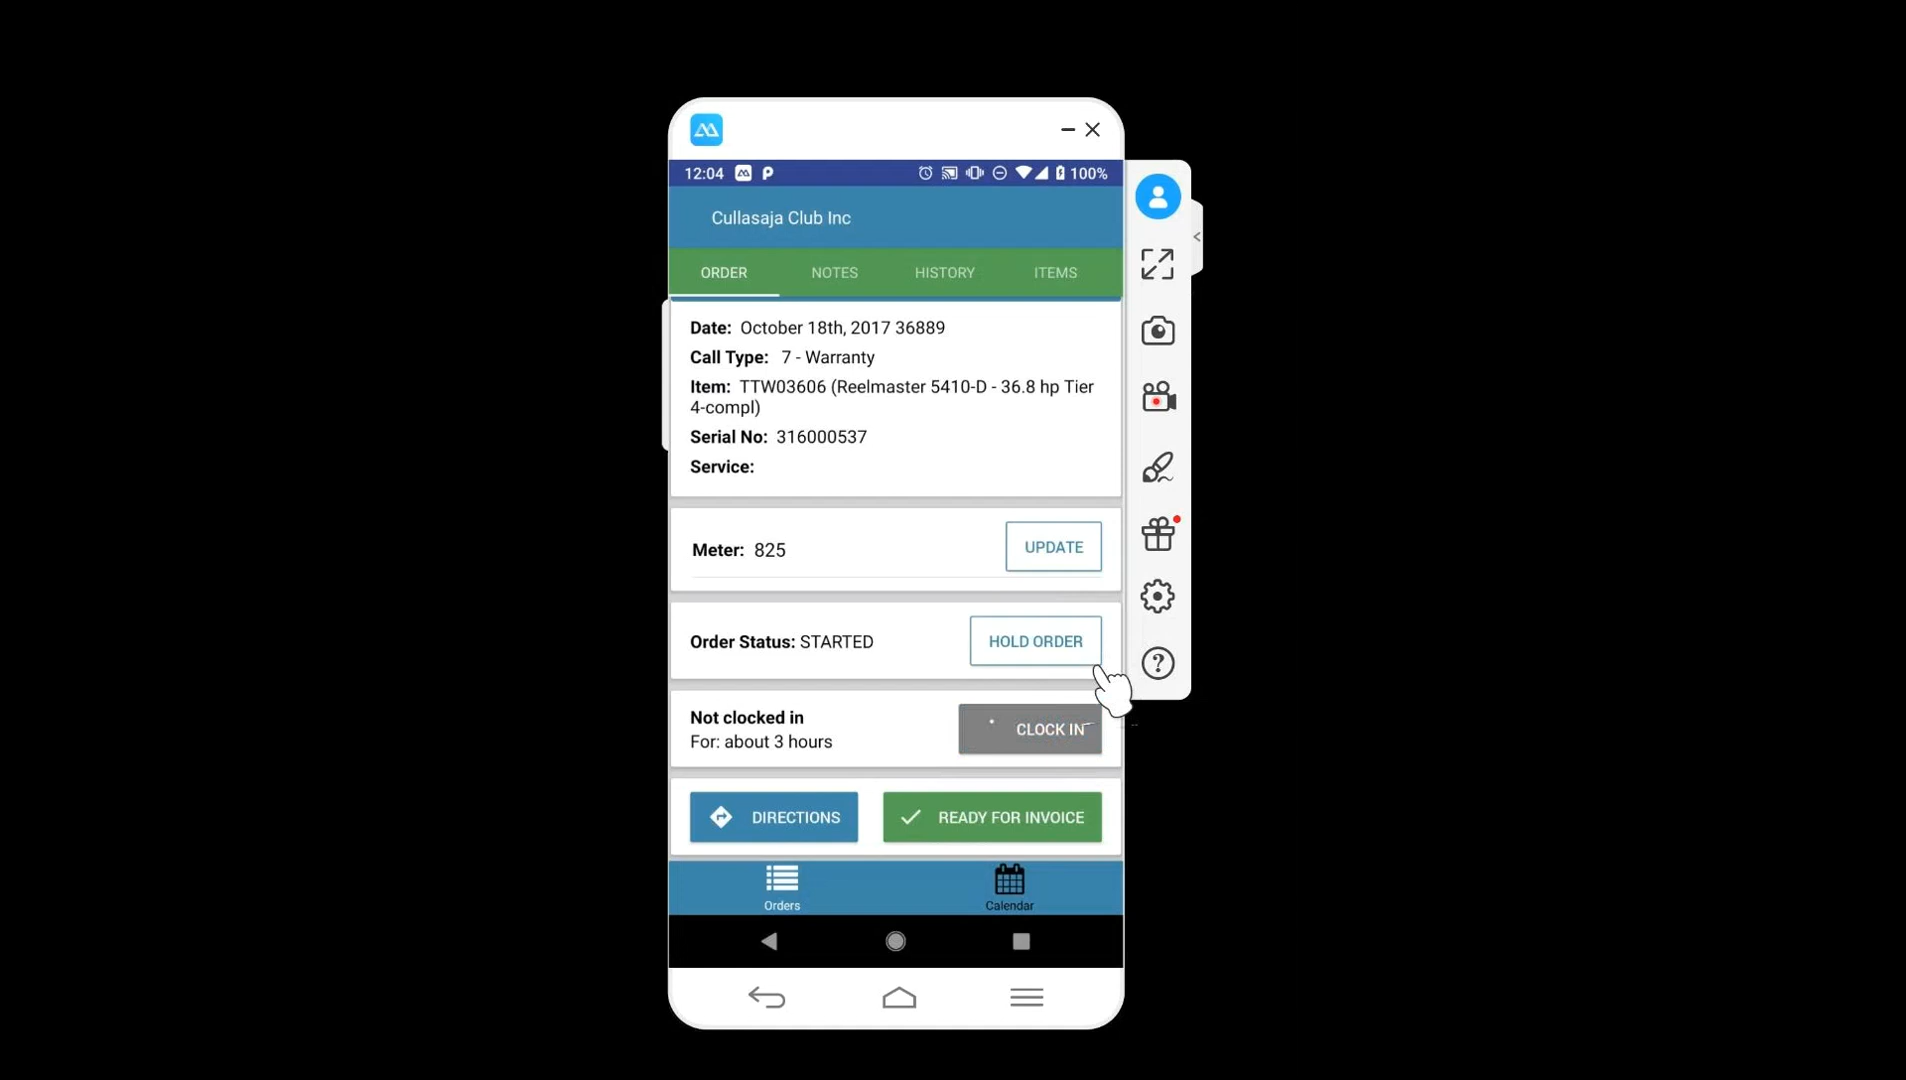 12:04 P 100%
Cullasaja Club Inc
ORDER NOTES HISTORY ITEMS
Date: October 18th, 2017 36889
Call Type: 7 - Warranty
Item: TTW03606 (Reelmaster 5410-D - 36.8 hp Tier
4-compl)
Serial No: 316000537
Service:
Meter: 825 UPDATE
Order Status: STARTED HOLD ORDER
Not clocked in
For: about 3 hours
CLOCK IN
DIRECTIONS READY FOR INVOICE
Orders Calendar